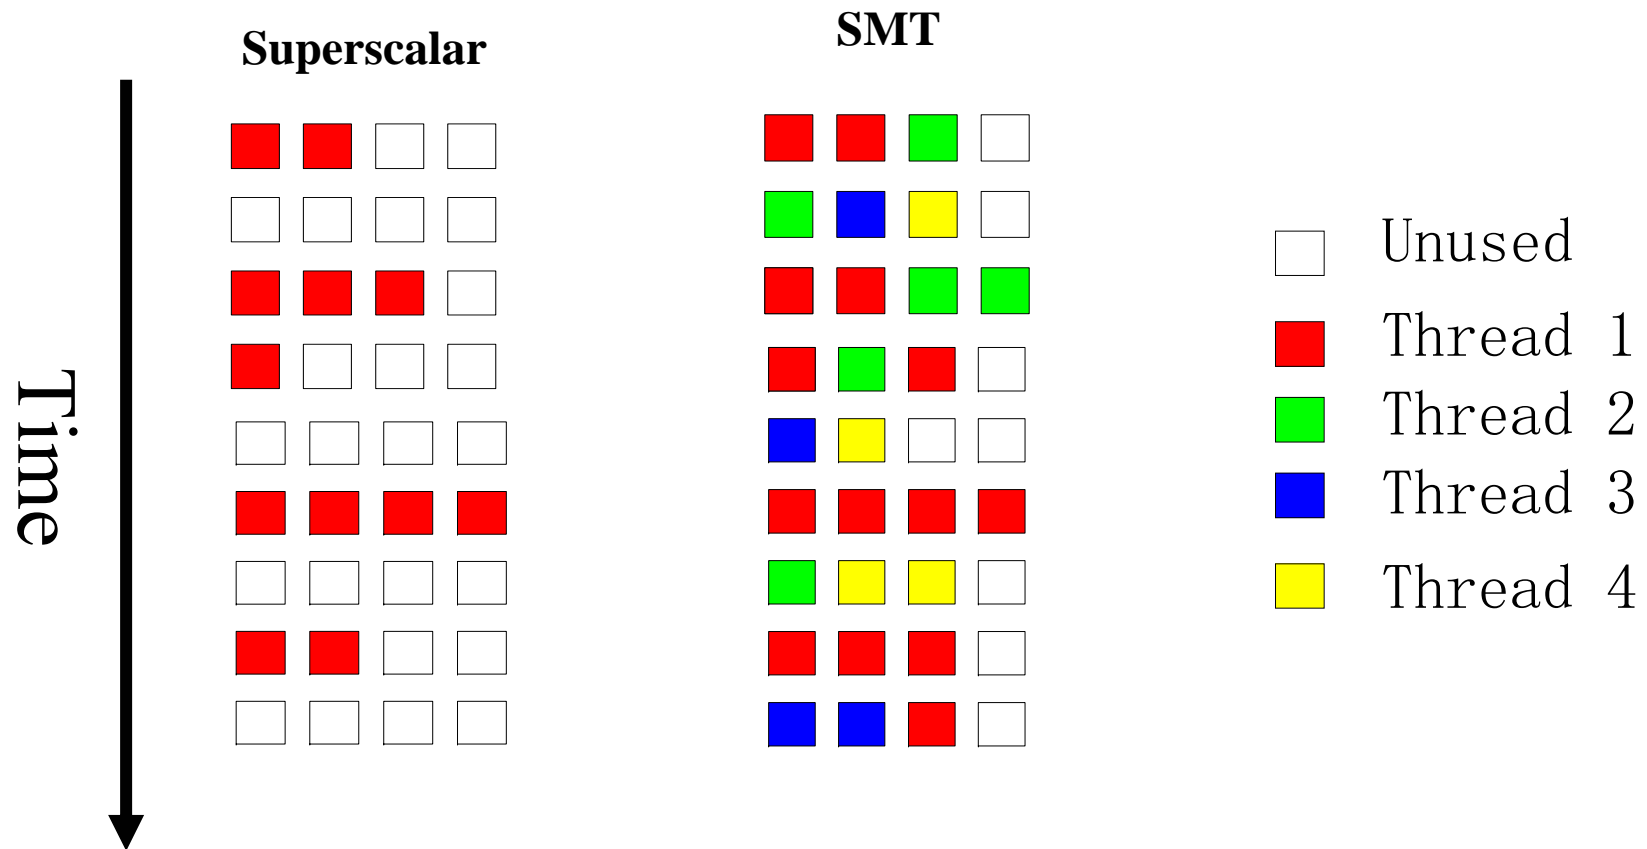 Superscalar
SMT
Time
Unused
Thread 1
Thread 2
Thread 3
Thread 4